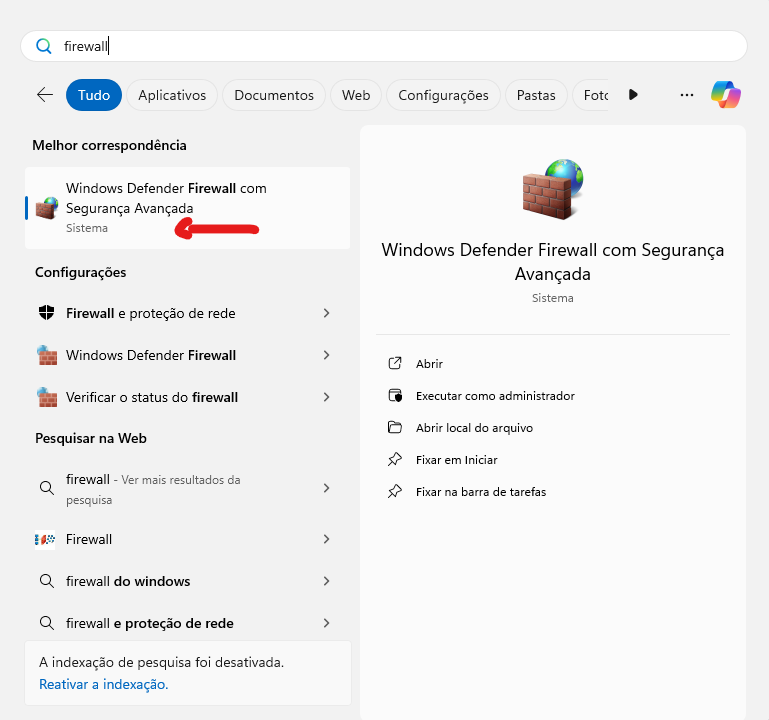 firewall
Tudo
Aplicativos
Documentos
Web
Configurações
Pastas
Foto
Melhor correspondência
Windows Defender Firewall com
Segurança Avançada
Sistema
Configurações
Firewall e proteção de rede
Windows Defender Firewall
Verificar o status do firewall
Pesquisar na Web
firewall - Ver mais resultados da
pesquisa
Firewall
firewall do windows
firewall e proteção de rede
A indexação de pesquisa foi desativada.
Reativar a indexação.
Windows Defender Firewall com Segurança
Avançada
Sistema
Abrir
Executar como administrador
Abrir local do arquivo
Fixar em Iniciar
Fixar na barra de tarefas